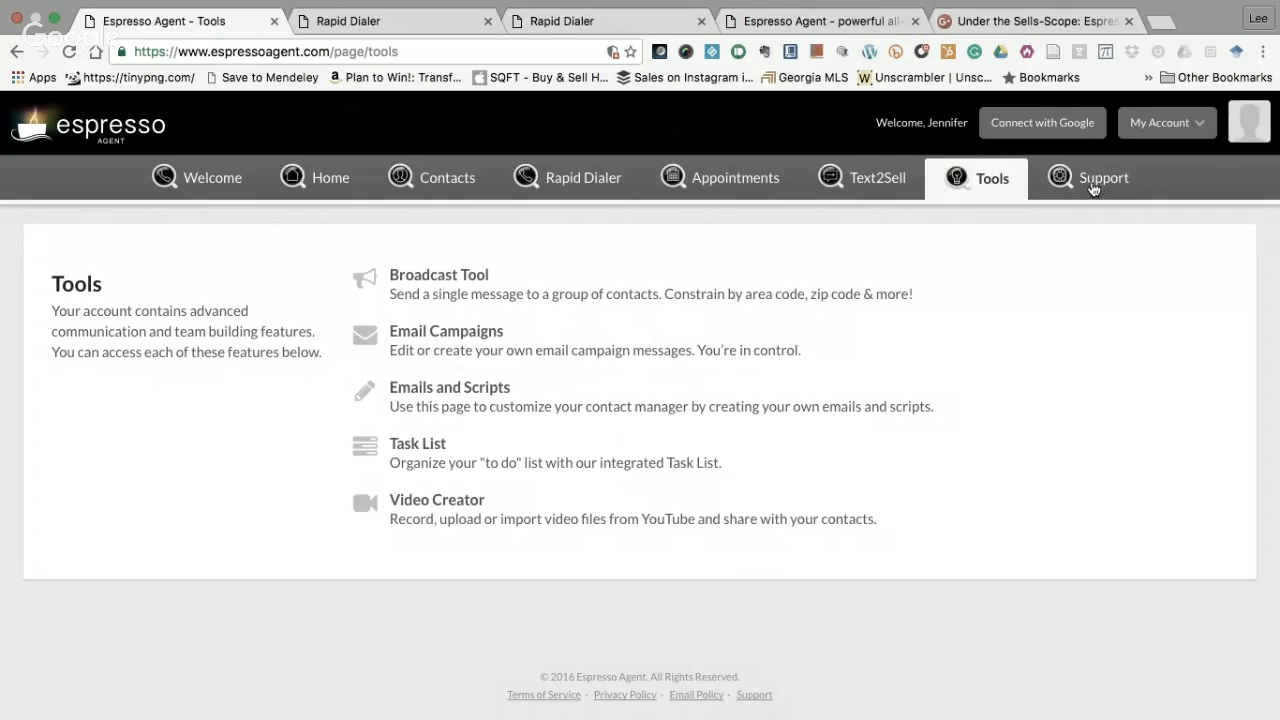 Google
Espresso Agent - Tools
Rapid Dialer
Rapid Dialer
Espresso Agent - powerful all-
Under the Sells-Scope: Espres
Lee
https://www.espressoagent.com/page/tools
Apps
https://tinypng.com/
Save to Mendeley
Plan to Win!: Transf...
SQFT - Buy & Sell H...
Sales on Instagram i...
Georgia MLS
Unscrambler | Unsc...
Bookmarks
»
Other Bookmarks
espresso
AGENT
Welcome, Jennifer
Connect with Google
My Account
Welcome
Home
Contacts
Rapid Dialer
Appointments
Text2Sell
Tools
Support
Tools
Your account contains advanced
communication and team building features.
You can access each of these features below.
Broadcast Tool
Send a single message to a group of contacts. Constrain by area code, zip code & more!
Email Campaigns
Edit or create your own email campaign messages. You're in control.
Emails and Scripts
Use this page to customize your contact manager by creating your own emails and scripts.
Task List
Organize your "to do" list with our integrated Task List.
Video Creator
Record, upload or import video files from YouTube and share with your contacts.
© 2016 Espresso Agent. All Rights Reserved.
Terms of Service · Privacy Policy · Email Policy · Support